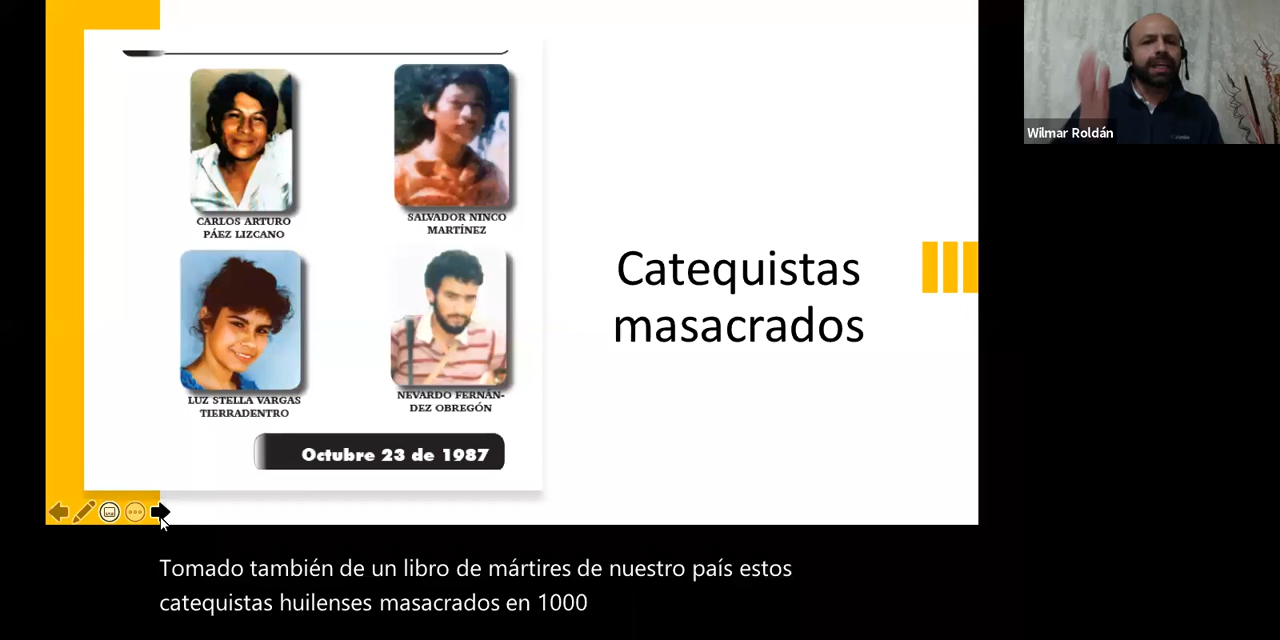 CARLOS ARTURO
PÁEZ LIZCANO
SALVADOR NINCO
MARTÍNEZ
LUZ STELLA VARGAS
TIERRADENTRO
NEVARDO FERNÁN-
DEZ OBREGÓN
Octubre 23 de 1987
Catequistas
masacrados
Wilmar Roldán
Tomado también de un libro de mártires de nuestro país estos
catequistas huilenses masacrados en 1000